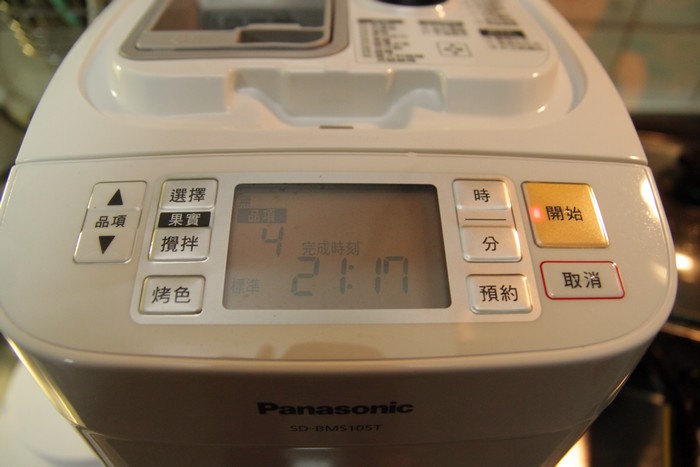 品項
選擇
果實
攪拌
烤色
品項
4
完成時刻
21:17
標準
時
分
預約
開始
取消
Panasonic
SD-BMS105T